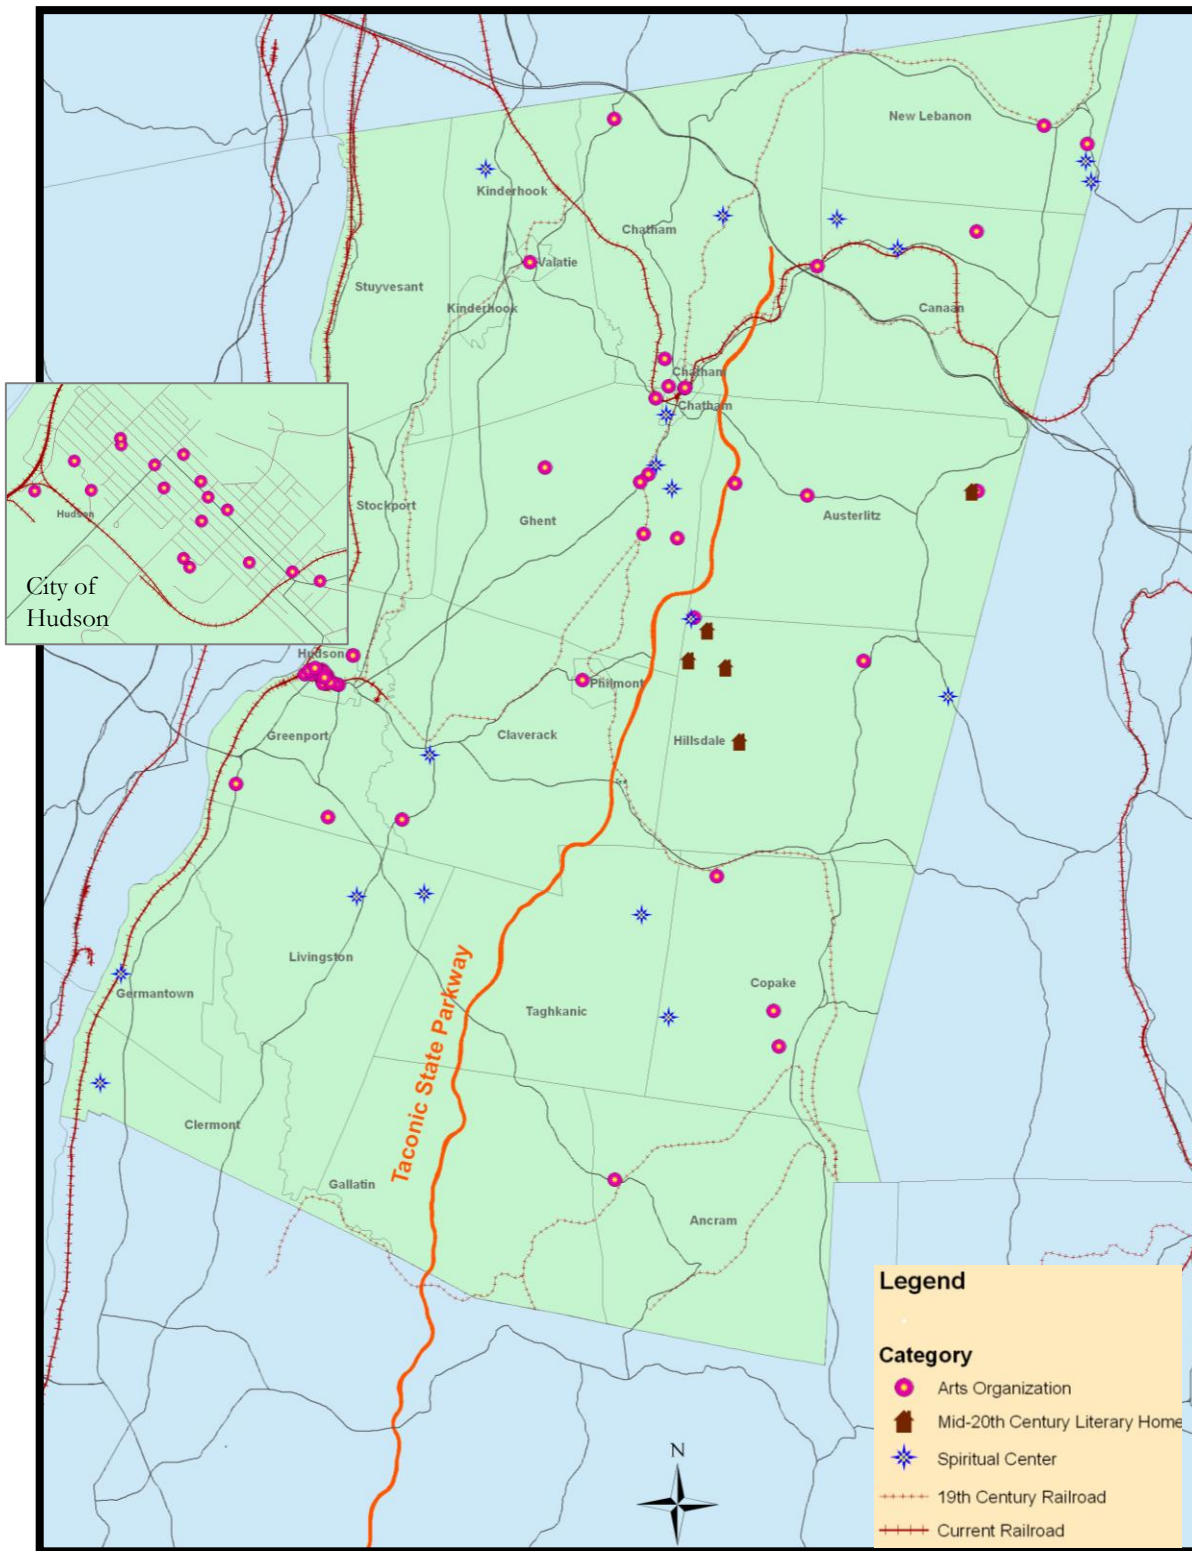 New Lebanon
Kinderhook
Chatham
Valatie
Stuyvesant
Kinderhook
Canaan
Chatham
Chatham
Stockport
Ghent
Austerlitz
Hudson
City of
Hudson
Hudson
Philmont
Greenport
Claverack
Hillsdale
Livingston
Germantown
Taghkanic
Copake
Taconic State Parkway
Clermont
Gallatin
Ancram
Legend
Category
Arts Organization
Mid-20th Century Literary Home
Spiritual Center
19th Century Railroad
Current Railroad
N